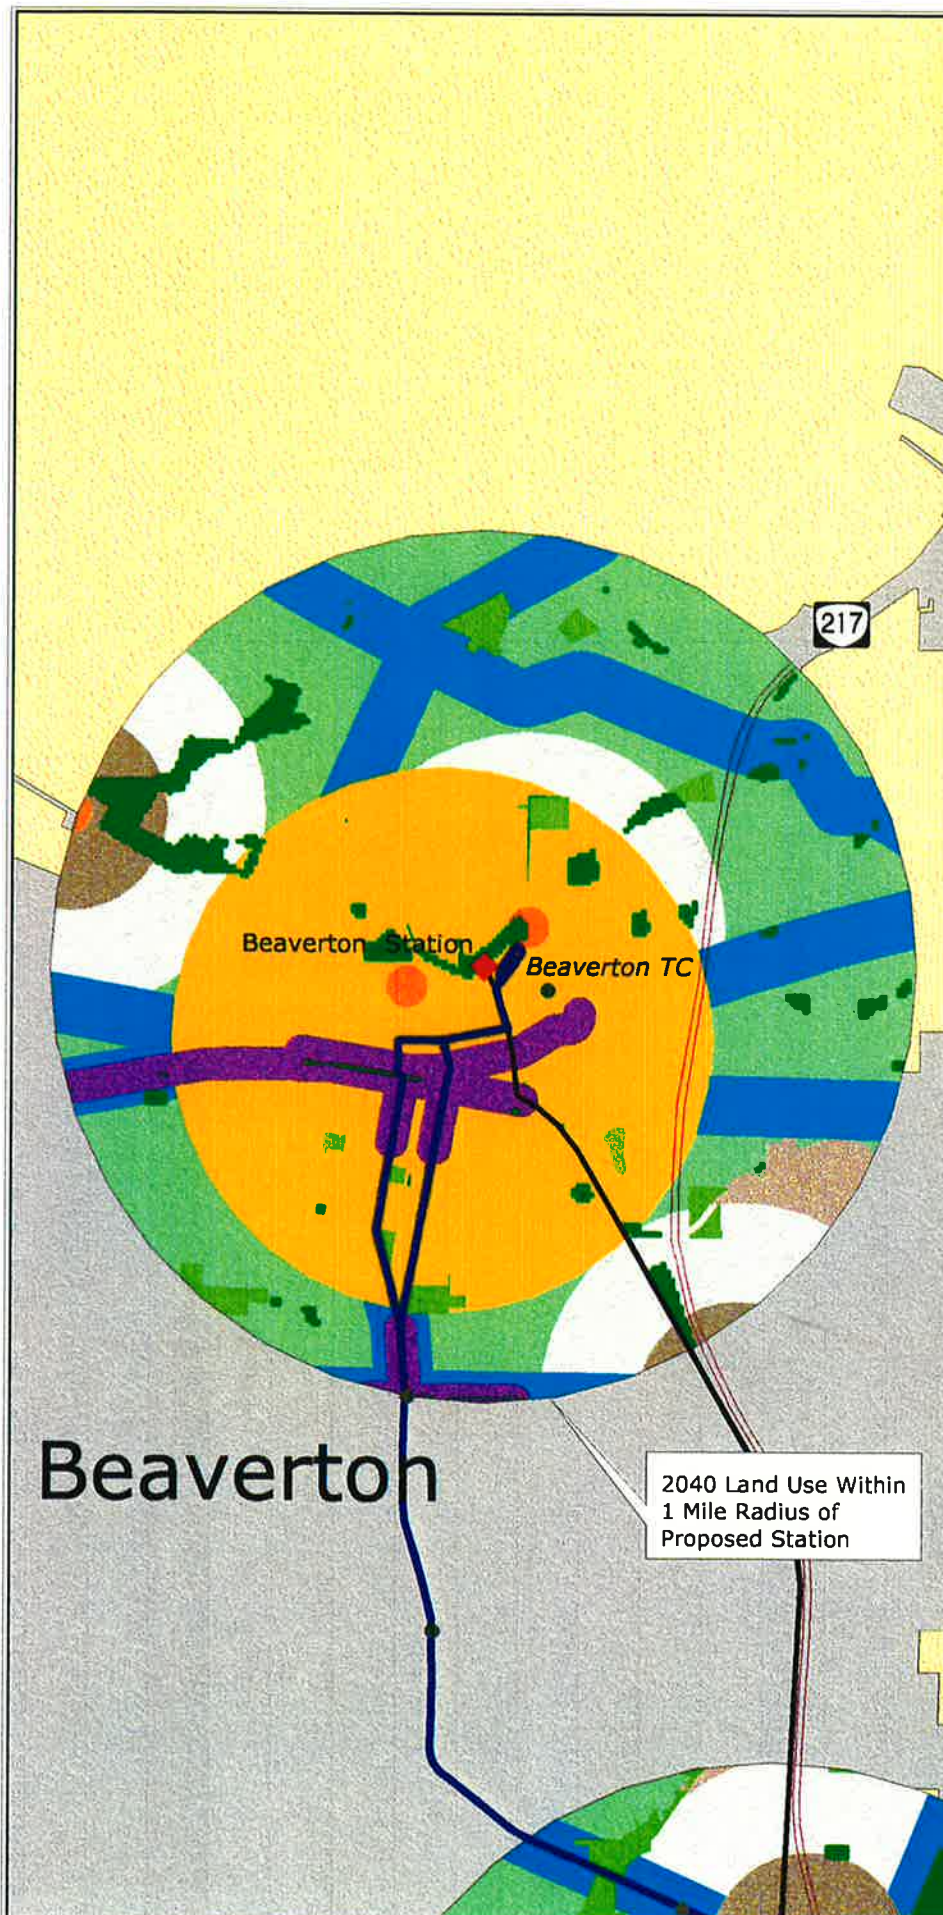 217
Beaverton Station
Beaverton TC
Beaverton
2040 Land Use Within
1 Mile Radius of
Proposed Station